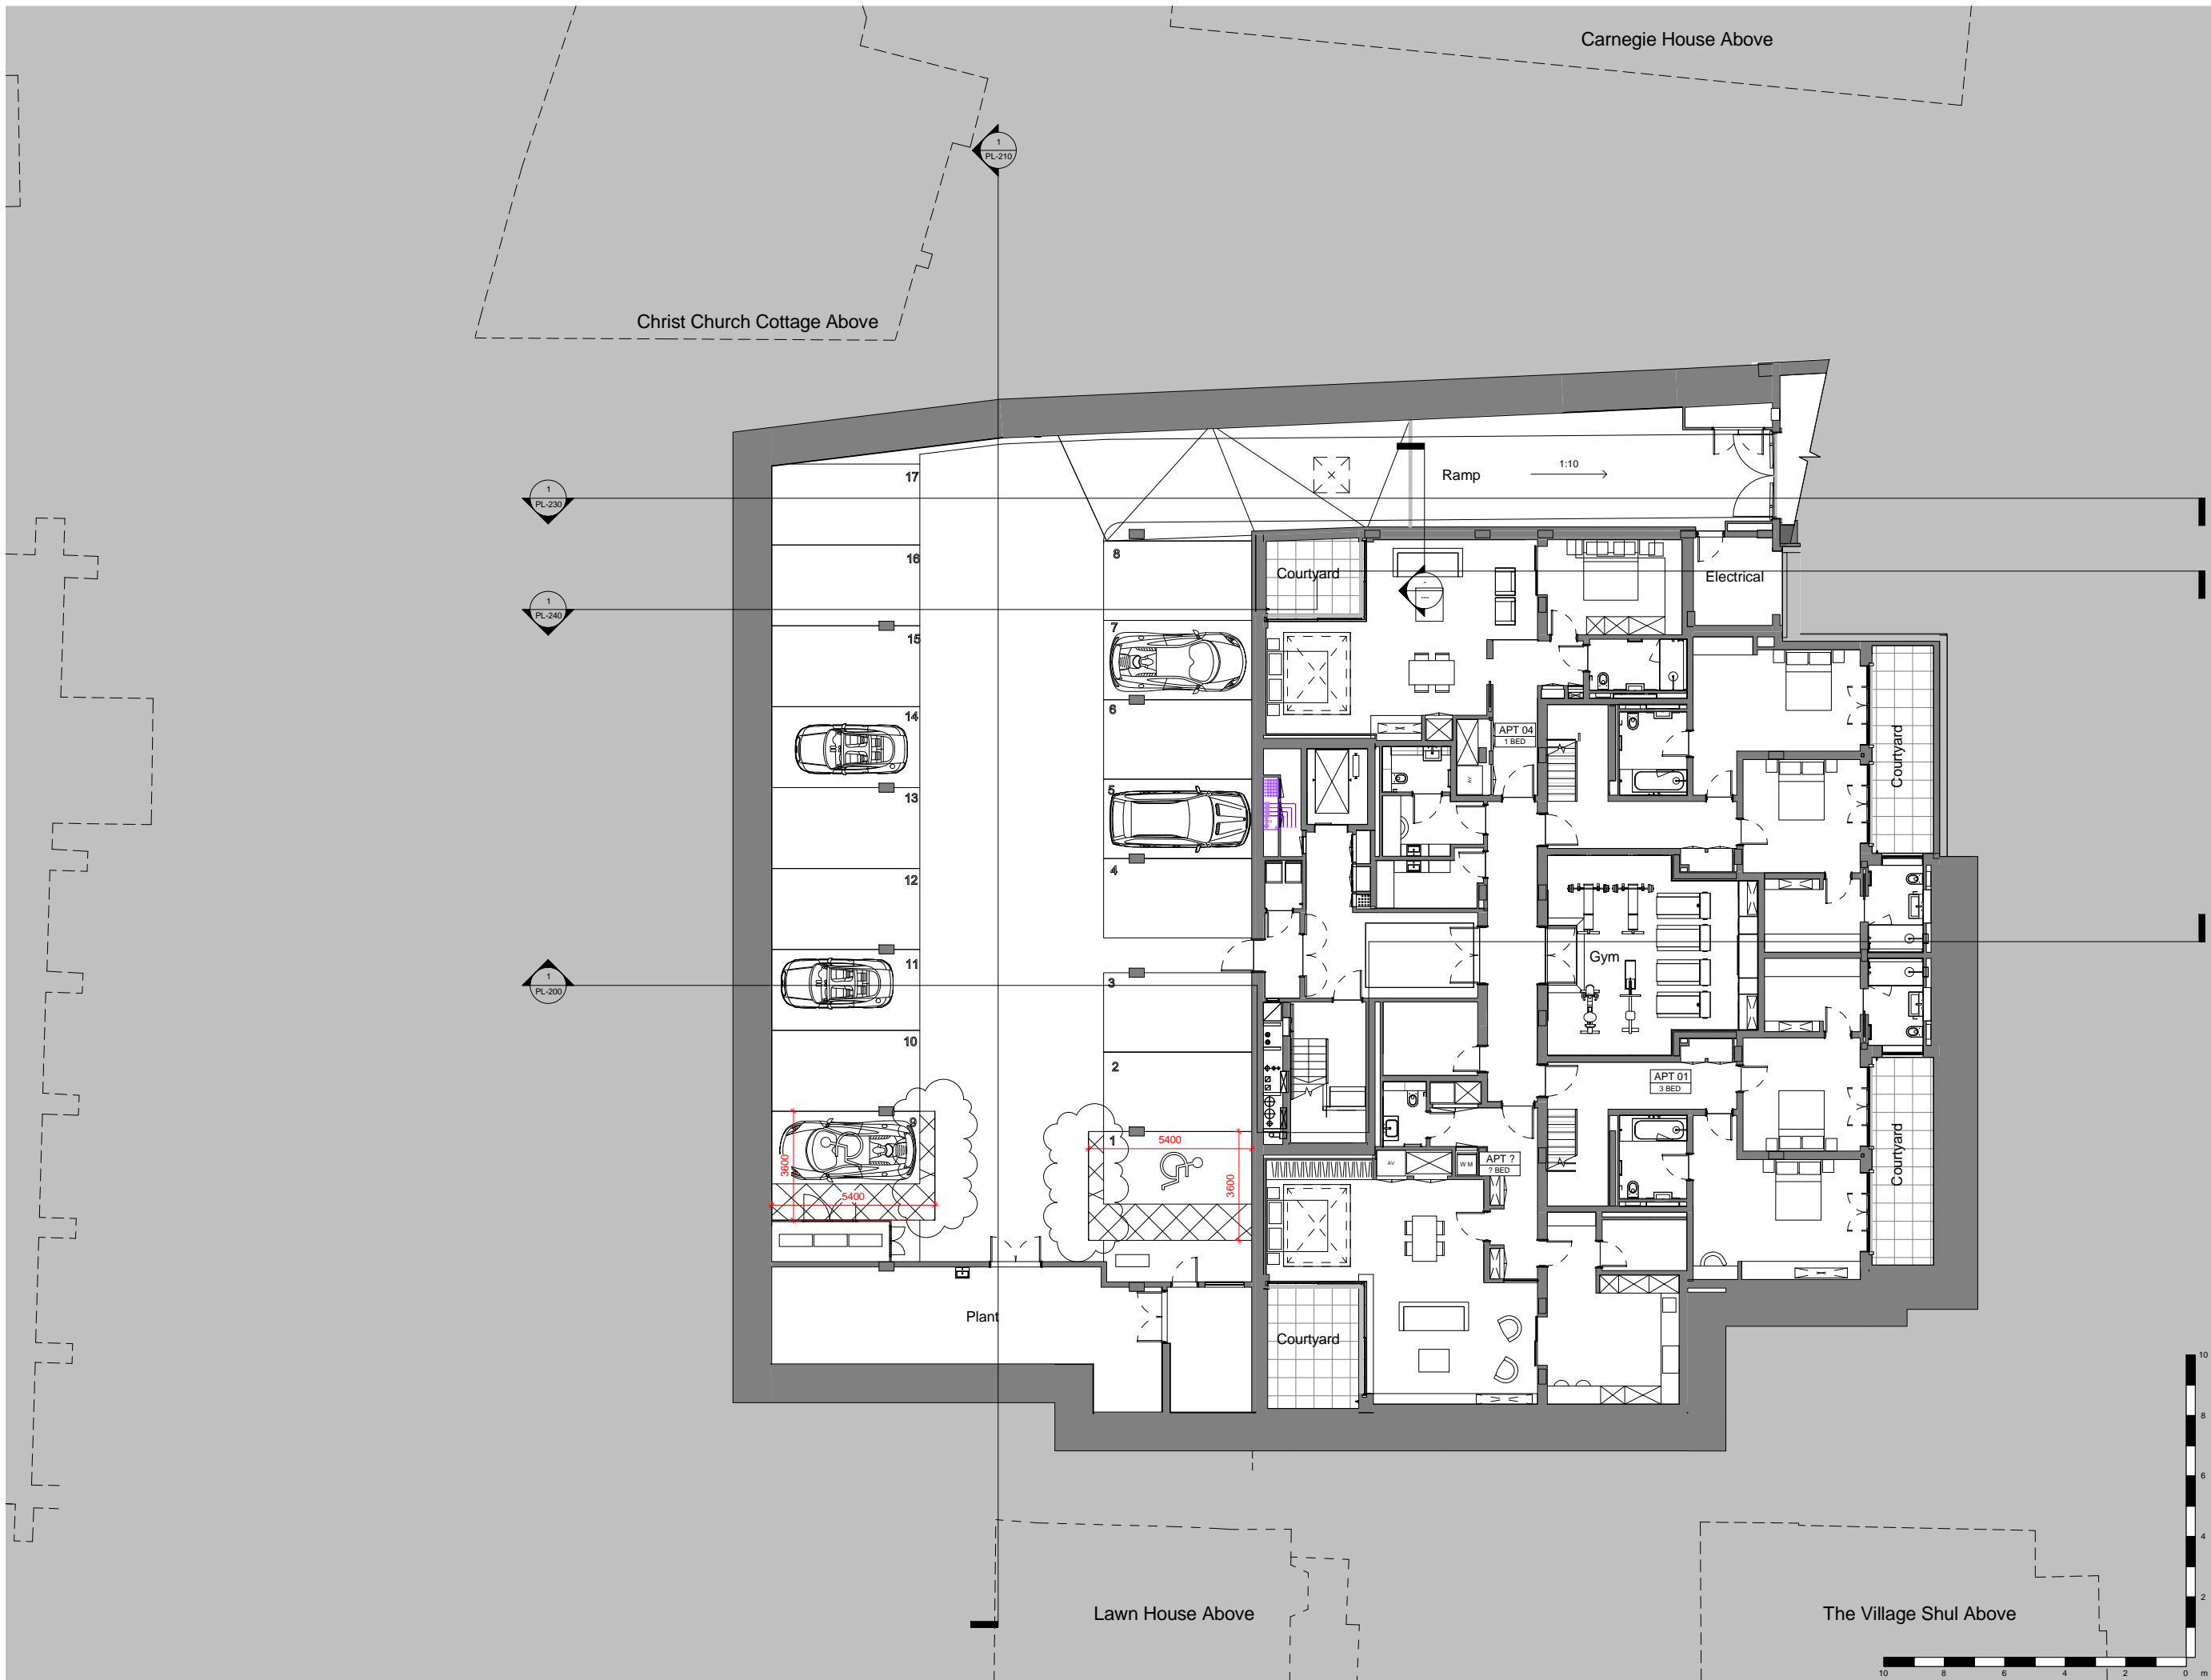 Carnegie House Above
1
PL-210
Christ Church Cottage Above
17
Ramp
1:10
1
PL-230
16
8
Courtyard
Electrical
1
PL-240
15
7
14
6
APT 04
1 BED
Courtyard
AV
13
5
12
4
11
Gym
3
1
PL-200
10
2
APT 01
3 BED
9
1
5400
3600
3600
5400
AV
W M
APT ?
? BED
Courtyard
Plant
Courtyard
10
8
6
4
2
Lawn House Above
The Village Shul Above
10
8
6
4
2
0
m